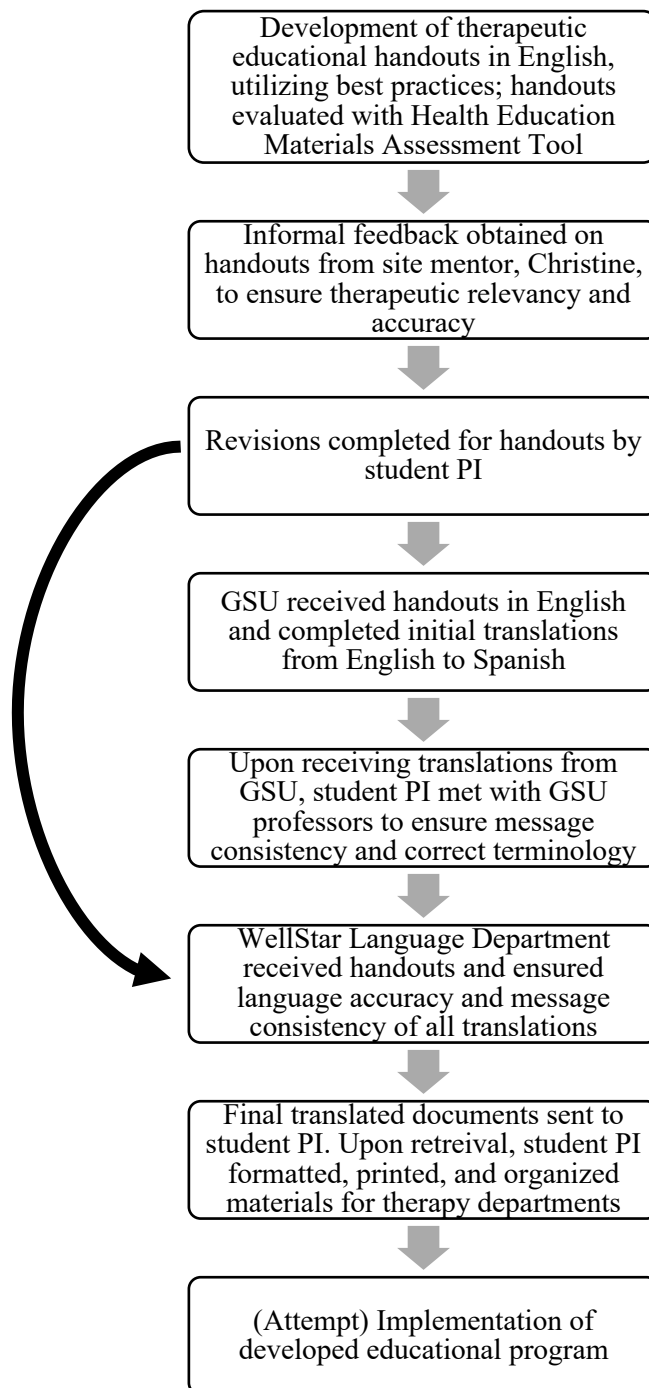 Development of therapeutic
educational handouts in English,
utilizing best practices; handouts
evaluated with Health Education
Materials Assessment Tool
Informal feedback obtained on
handouts from site mentor, Christine,
to ensure therapeutic relevancy and
accuracy
Revisions completed for handouts by
student PI
GSU received handouts in English
and completed initial translations
from English to Spanish
Upon receiving translations from
GSU, student PI met with GSU
professors to ensure message
consistency and correct terminology
WellStar Language Department
received handouts and ensured
language accuracy and message
consistency of all translations
Final translated documents sent to
student PI. Upon retreival, student PI
formatted, printed, and organized
materials for therapy departments
(Attempt) Implementation of
developed educational program